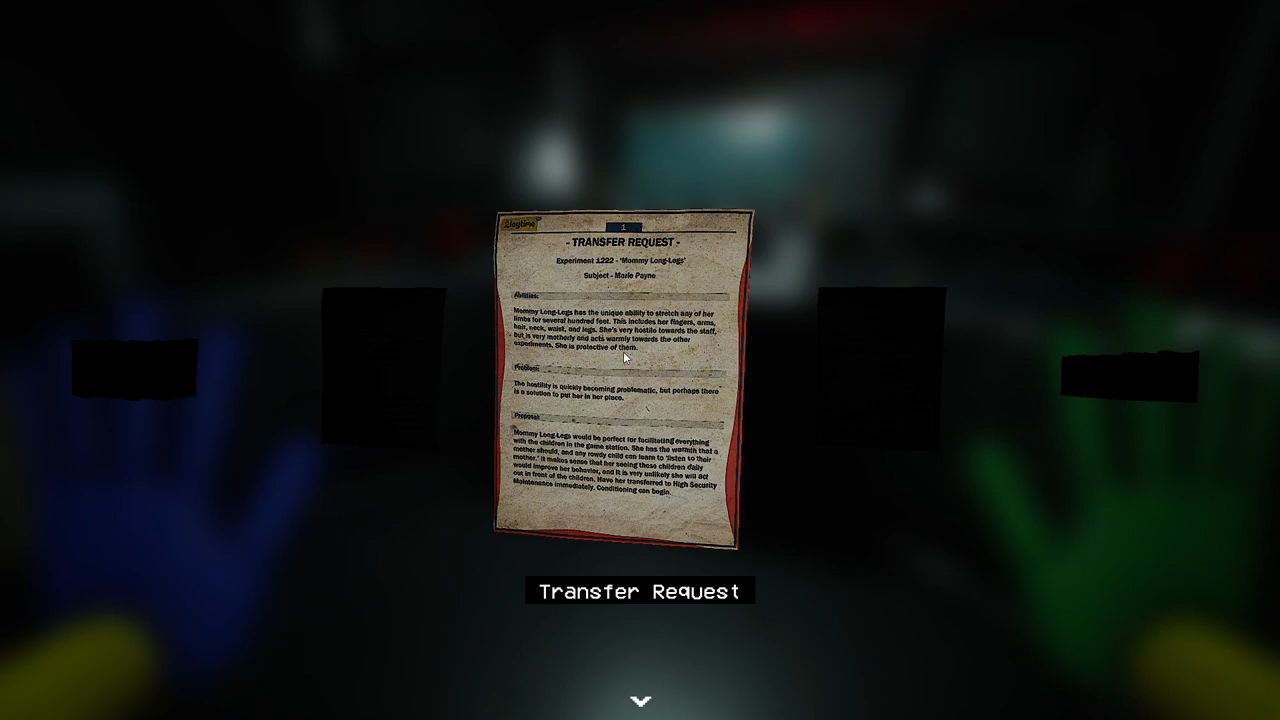 Playtime
1
- TRANSFER REQUEST -
Experiment 1222 - 'Mommy Long-Legs'
Subject - Marie Payne
Abilities:
Mommy Long-Legs has the unique ability to stretch any of her
limbs for several hundred feet. This includes her fingers, arms,
hair, neck, waist, and legs. She's very hostile towards the staff,
but is very motherly and acts warmly towards the other
experiments. She is protective of them.
Problem:
The hostility is quickly becoming problematic, but perhaps there
is a solution to put her in her place.
Proposal:
Mommy Long-Legs would be perfect for facilitating everything
with the children in the game station. She has the warmth that a
mother should, and any rowdy child can learn to 'listen to their
mother.' It makes sense that her seeing these children daily
would improve her behavior, and it is very unlikely she will act
out in front of the children. Have her transferred to High Security
Maintenance immediately. Conditioning can begin.
Transfer Request